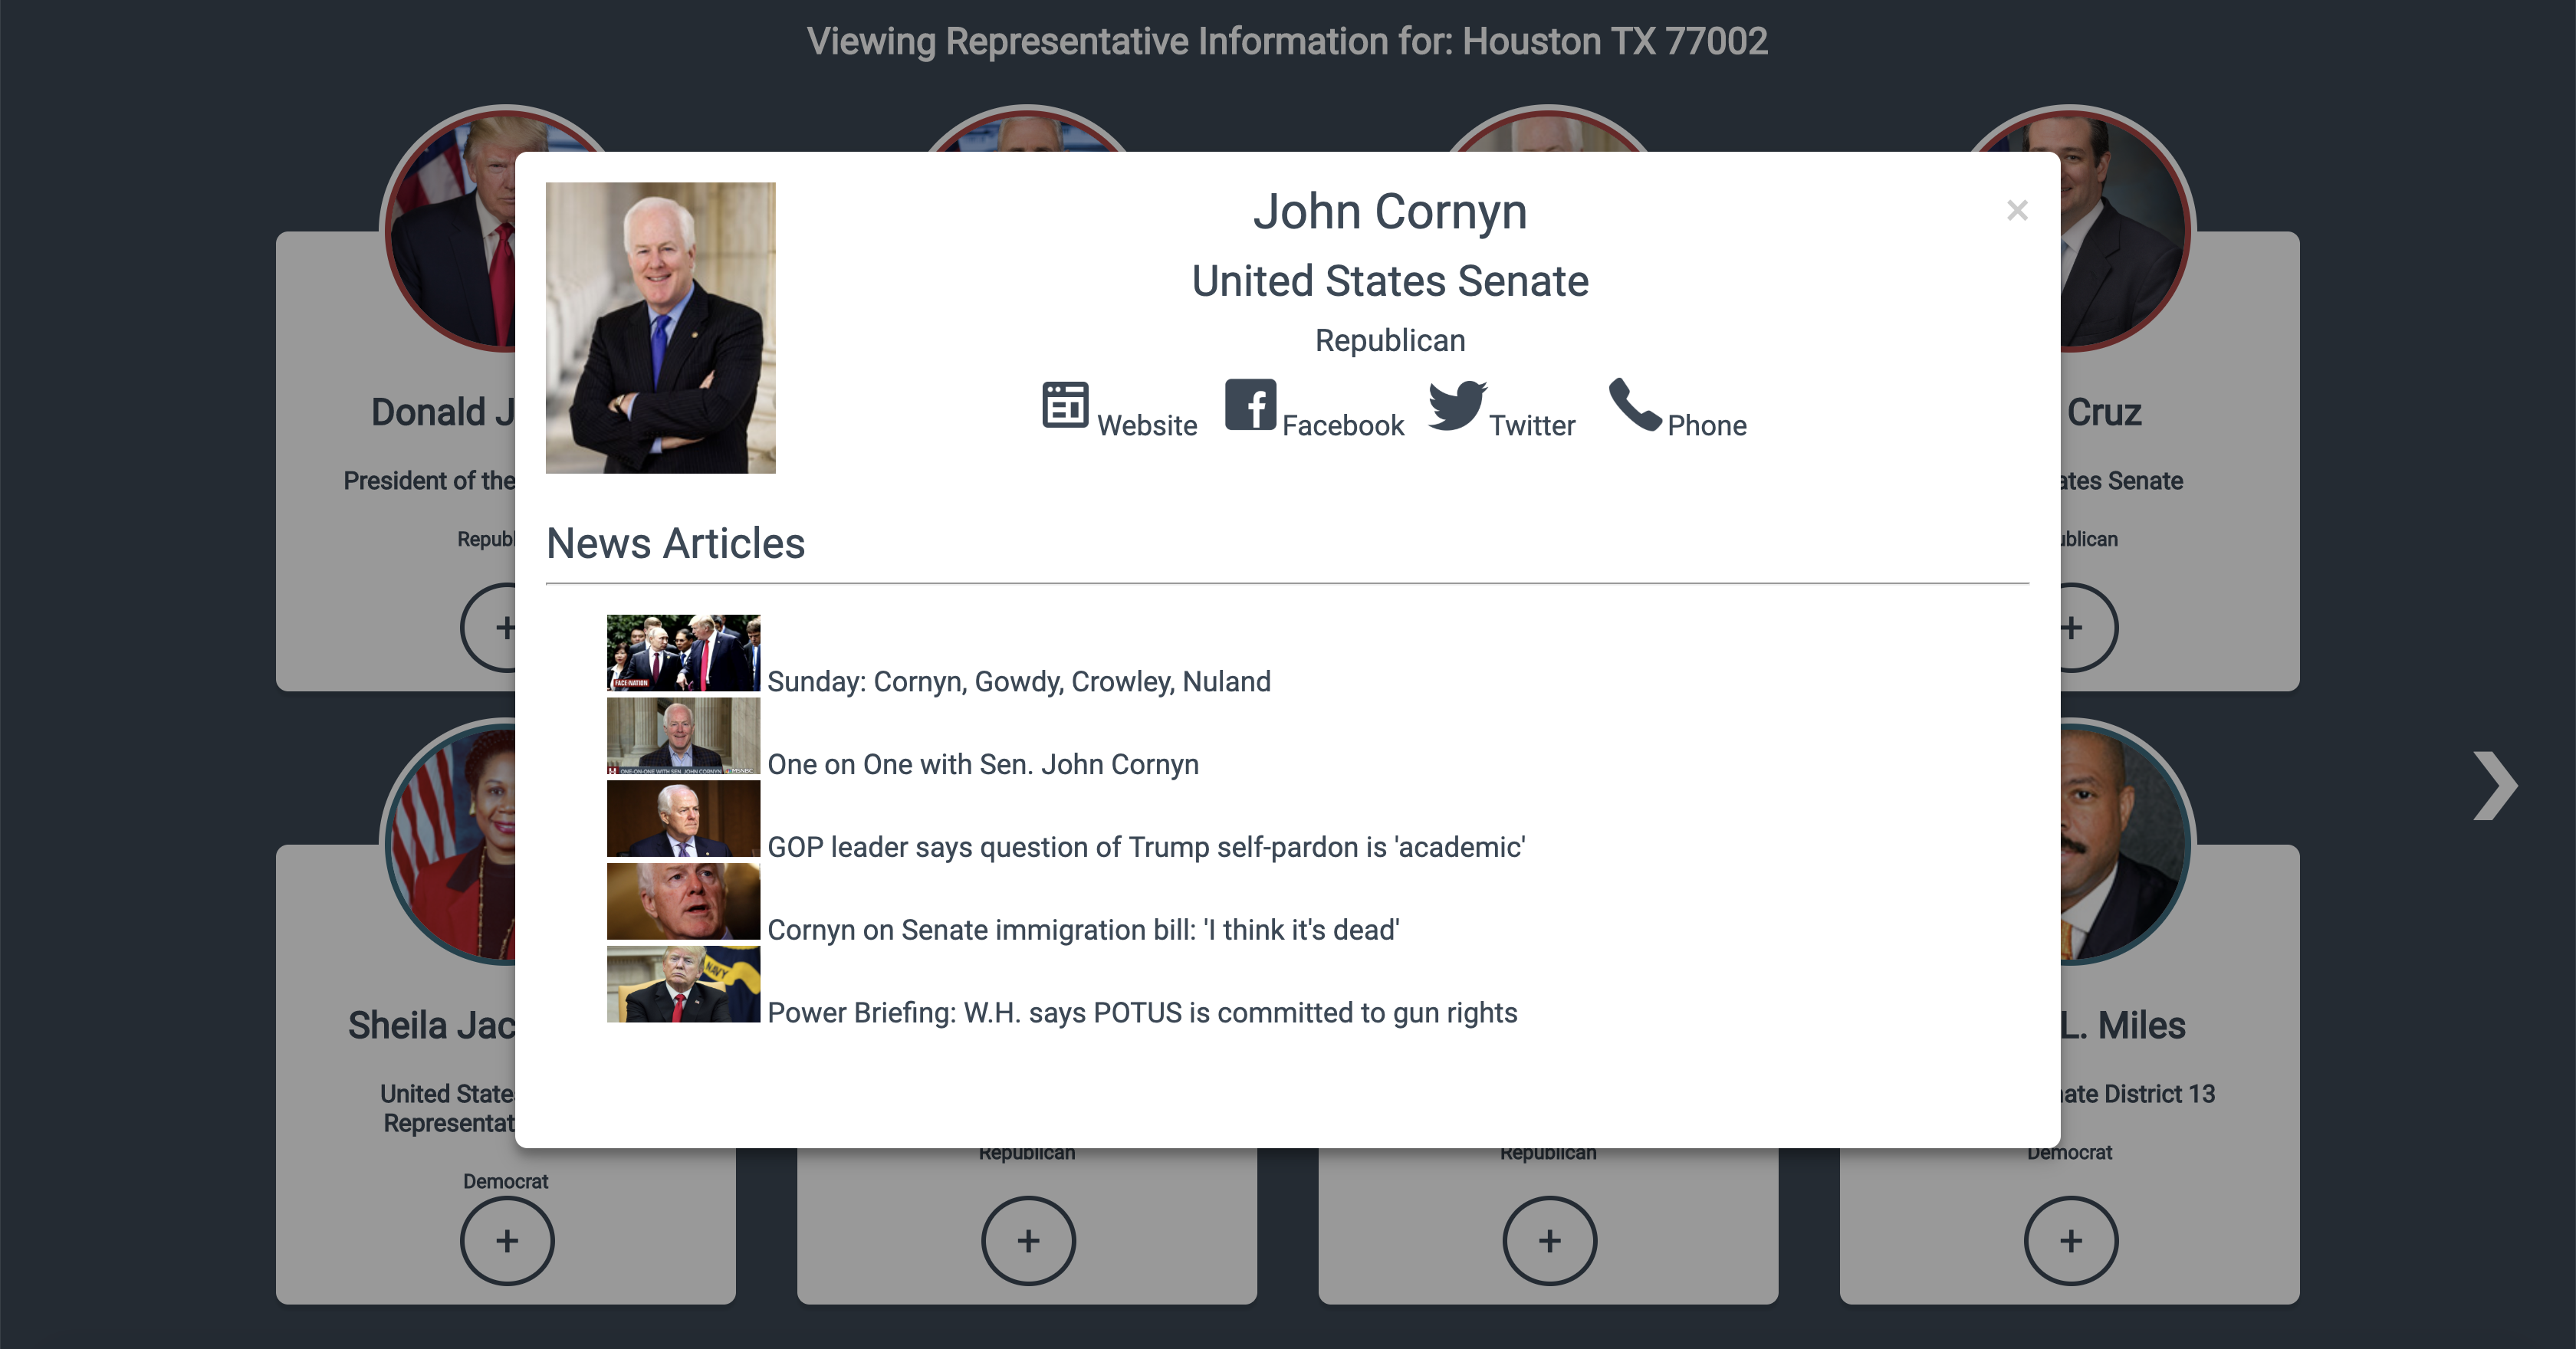 Viewing Representative Information for: Houston TX 77002
John Cornyn
×
United States Senate
Republican
Website Facebook Twitter Phone
Donald J
Cruz
President of the
ates Senate
Republ
ublican
+
+
News Articles
FACE NATION
Sunday: Cornyn, Gowdy, Crowley, Nuland
ONE-ON-ONE WITH SEN. JOHN CORNYN MSNBC
One on One with Sen. John Cornyn
GOP leader says question of Trump self-pardon is 'academic'
Cornyn on Senate immigration bill: 'I think it's dead'
NAVY
Power Briefing: W.H. says POTUS is committed to gun rights
Sheila Jac
L. Miles
United State
Representat
ate District 13
Democrat
Republican
Republican
Democrat
+
+
+
+